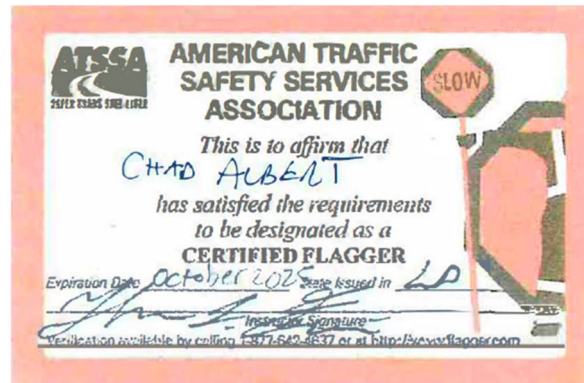 ATSSA
SAFER ROADS SAVE LIVES
AMERICAN TRAFFIC
SAFETY SERVICES
ASSOCIATION
SLOW
This is to affirm that
CHAD ALBERT
has satisfied the requirements
to be designated as a
CERTIFIED FLAGGER
Expiration Date October 2025 State Issued in
Instructor Signature
Verification available by calling 1-877-642-4637 or at http://www.flagger.com